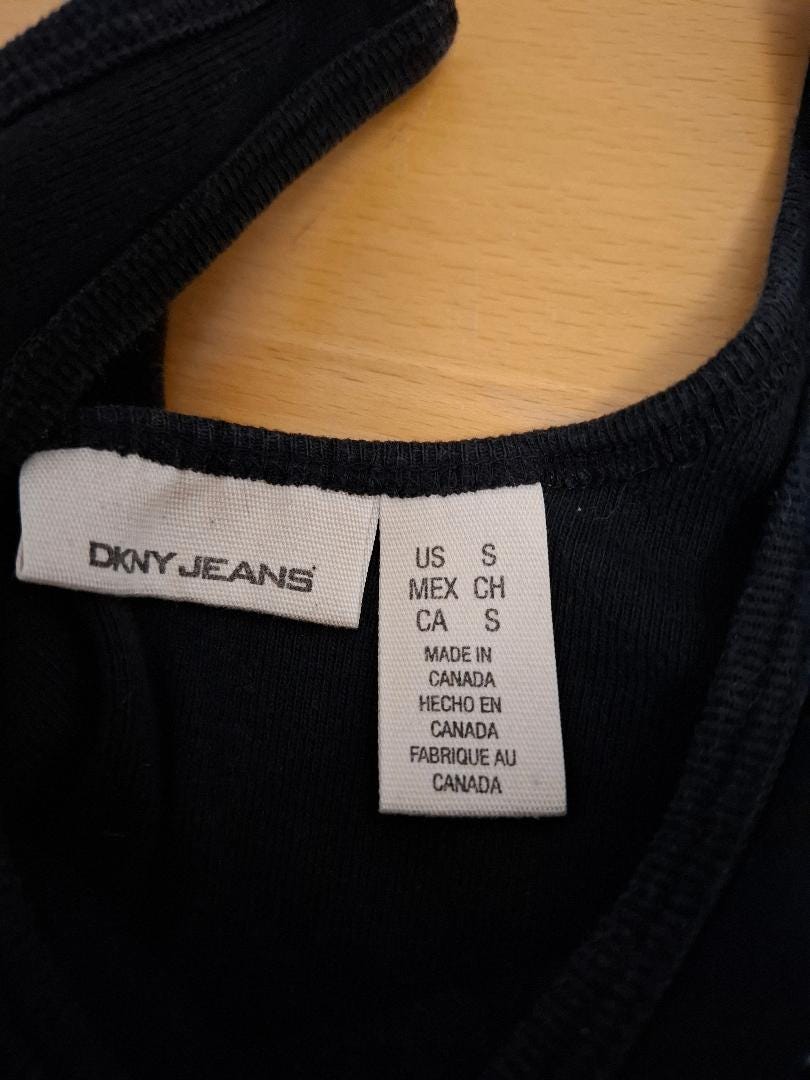 DKNY JEANS
US S
MEX CH
CA S
MADE IN
CANADA
HECHO EN
CANADA
FABRIQUE AU
CANADA